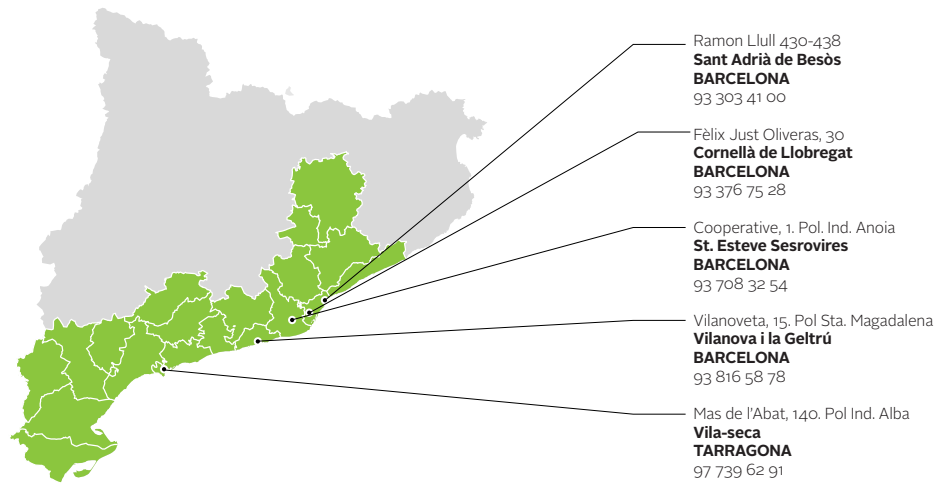 Ramon Llull 430-438
Sant Adrià de Besòs
BARCELONA
93 303 41 00
Fèlix Just Oliveras, 30
Cornellà de Llobregat
BARCELONA
93 376 75 28
Cooperative, 1. Pol. Ind. Anoia
St. Esteve Sesrovires
BARCELONA
93 708 32 54
Vilanoveta, 15. Pol Sta. Magadalena
Vilanova i la Geltrú
BARCELONA
93 816 58 78
Mas de l'Abat, 140. Pol Ind. Alba
Vila-seca
TARRAGONA
97 739 62 91